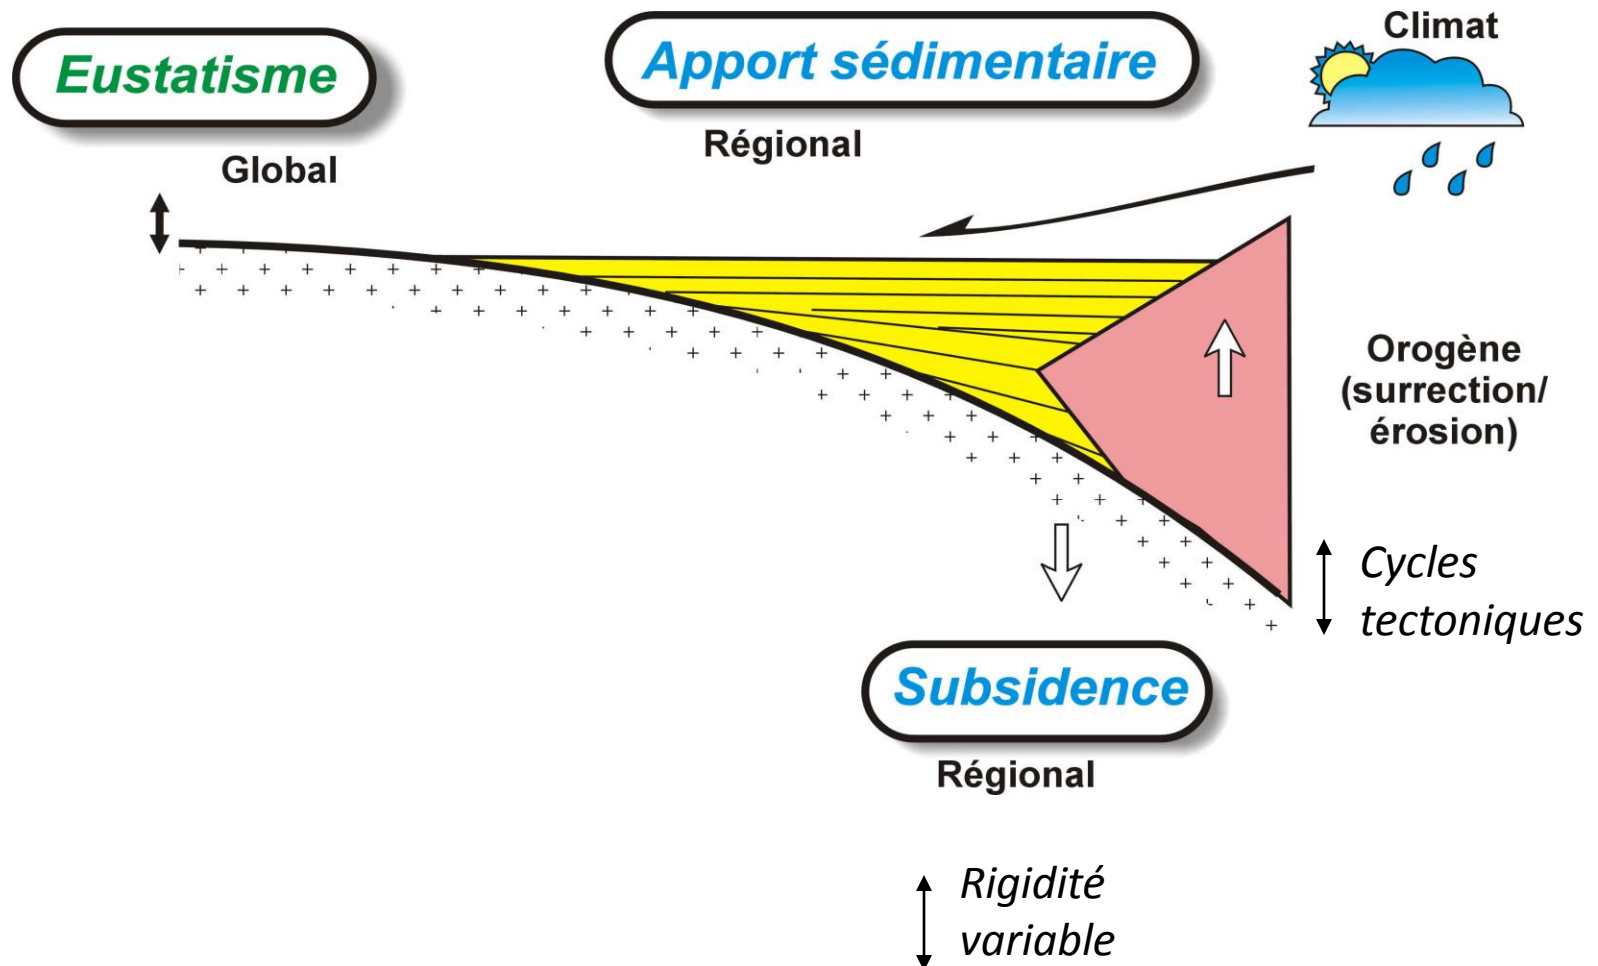 Eustatisme
Global
Apport sédimentaire
Régional
Climat
Orogène
(surrection/
érosion)
Cycles
tectoniques
Subsidence
Régional
Rigidité
variable